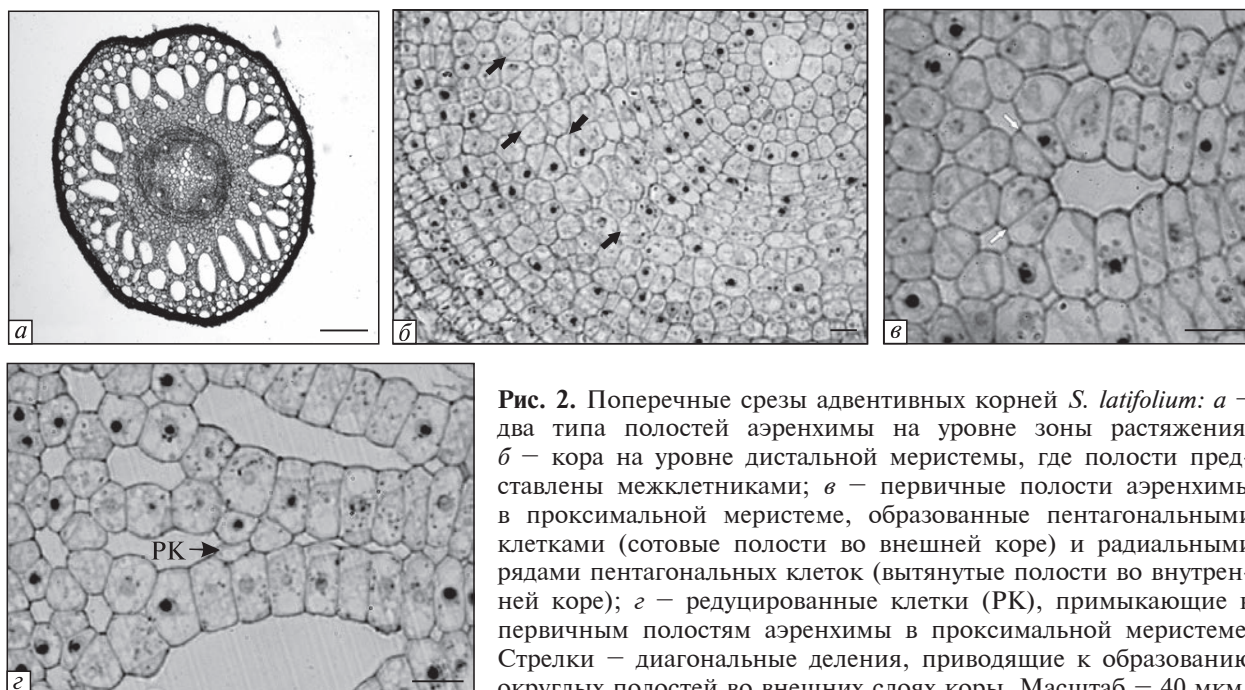 а
б
в
РК
г
Рис. 2. Поперечные срезы адвентивных корней S. latifolium: а –
два типа полостей аэренхимы на уровне зоны растяжения
б – кора на уровне дистальной меристемы, где полости пред-
ставлены межклетниками; в – первичные полости аэренхимы
в проксимальной меристеме, образованные пентагональными
клетками (сотовые полости во внешней коре) и радиальными
рядами пентагональных клеток (вытянутые полости во внутрен-
ней коре); г – редуцированные клетки (РК), примыкающие
первичным полостям аэренхимы в проксимальной меристеме
Стрелки – диагональные деления, приводящие к образованию
округлых полостей во внешних слоях коры. Масштаб – 40 мкм